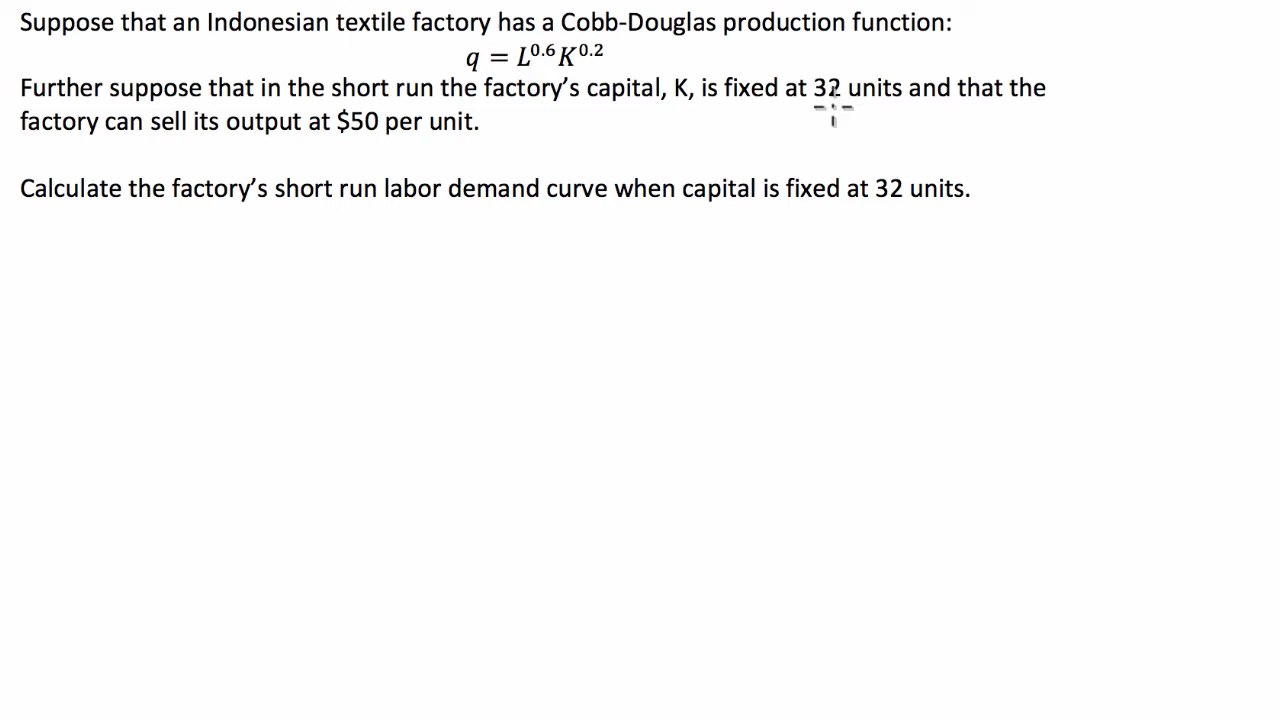 Suppose that an Indonesian textile factory has a Cobb-Douglas production function:
q = L^0.6 K^0.2
Further suppose that in the short run the factory's capital, K, is fixed at 32 units and that the
factory can sell its output at $50 per unit.
Calculate the factory's short run labor demand curve when capital is fixed at 32 units.